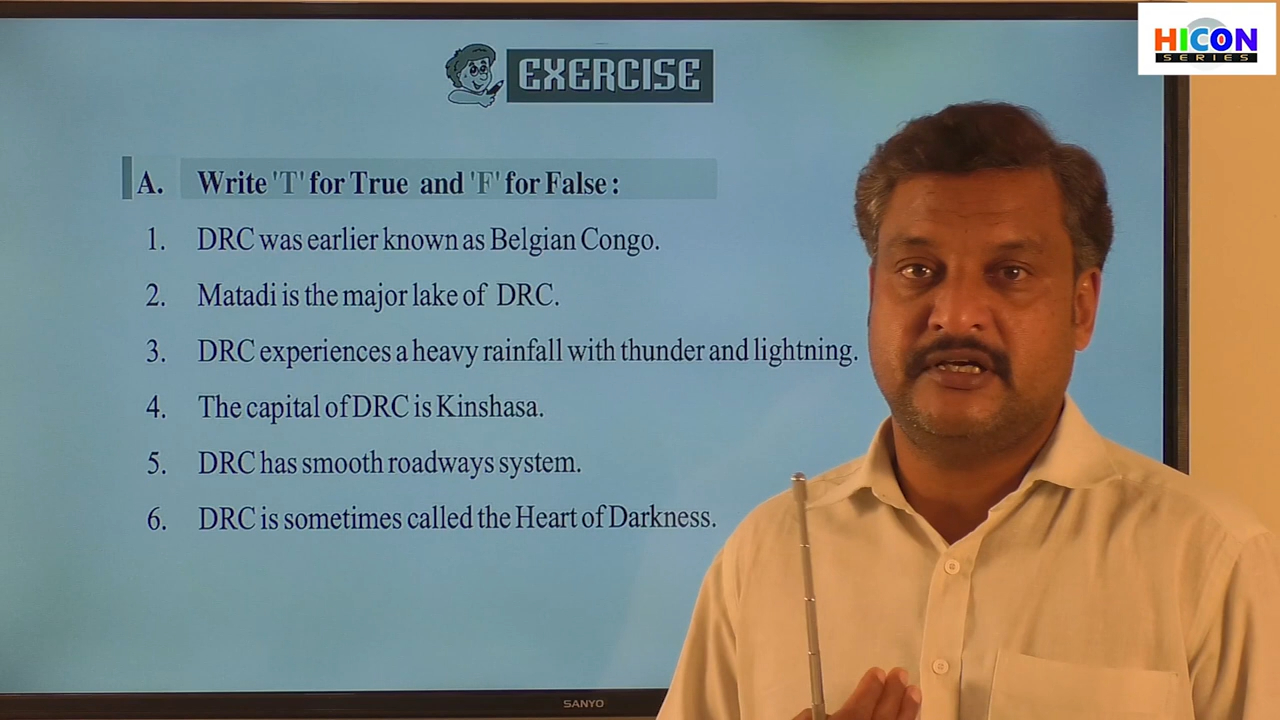 HICON
SERIES
EXERCISE
A. Write 'T' for True and 'F' for False :
1. DRC was earlier known as Belgian Congo.
2. Matadi is the major lake of DRC.
3. DRC experiences a heavy rainfall with thunder and lightning.
4. The capital of DRC is Kinshasa.
5. DRC has smooth roadways system.
6. DRC is sometimes called the Heart of Darkness.
SANYO